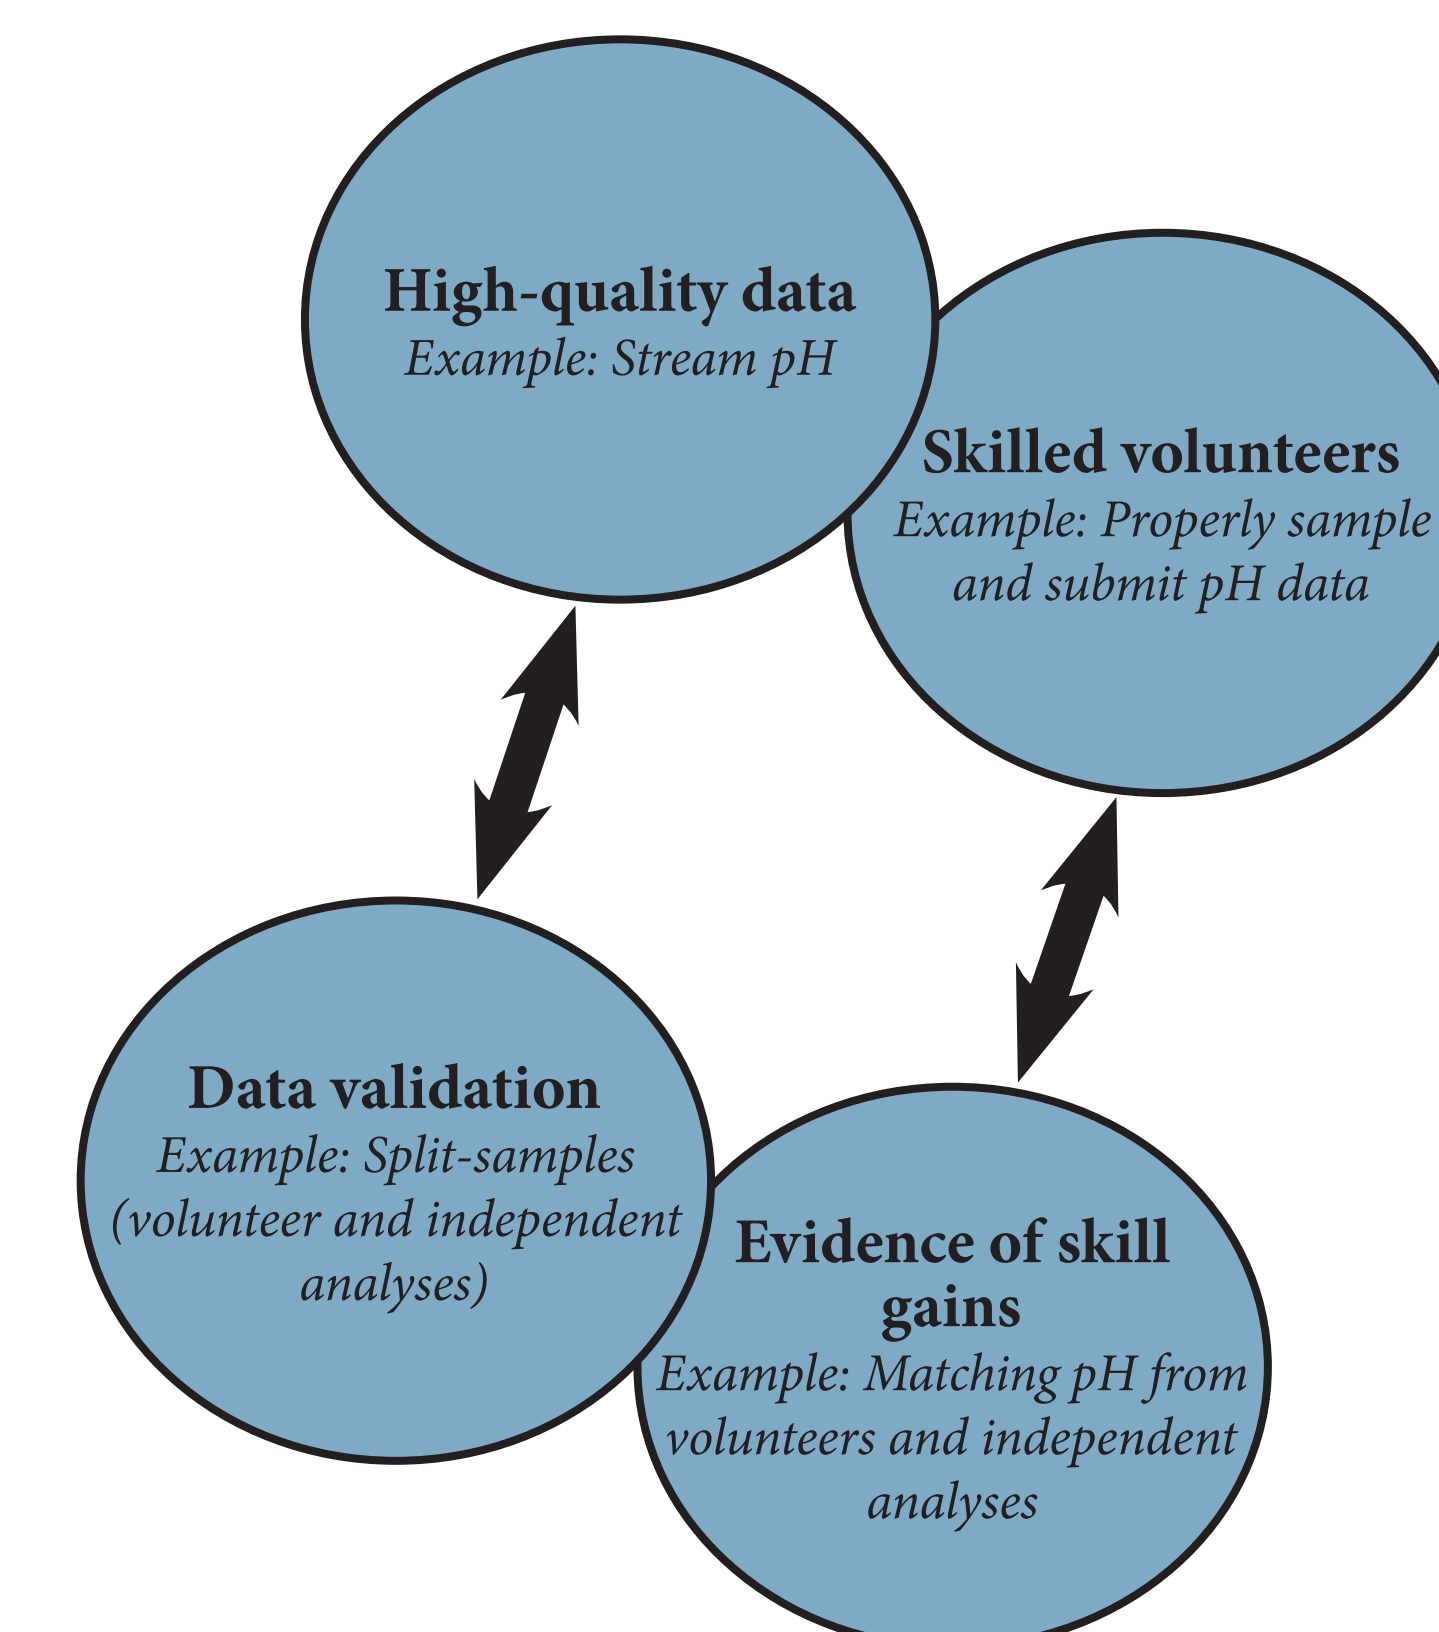 High-quality data
Example: Stream pH
Skilled volunteers
Example: Properly sample
and submit pH data
Data validation
Example: Split-samples
(volunteer and independent
analyses)
Evidence of skill
gains
Example: Matching pH from
volunteers and independent
analyses